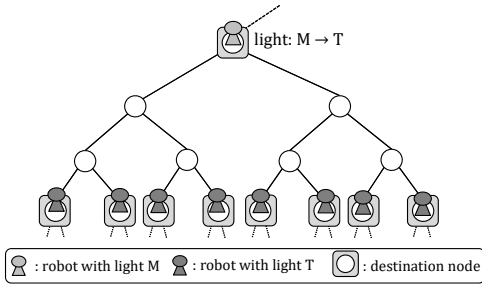 light: M → T
: robot with light M : robot with light T : destination node